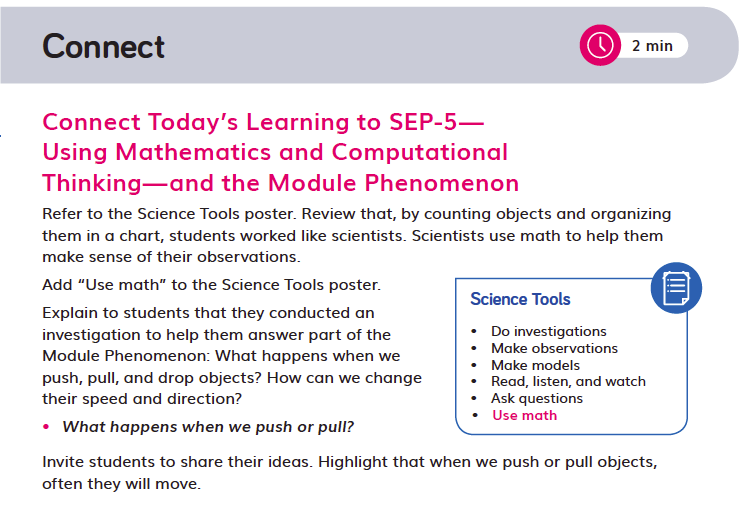 Connect
2 min
Connect Today's Learning to SEP-5—
Using Mathematics and Computational
Thinking—and the Module Phenomenon
Refer to the Science Tools poster. Review that, by counting objects and organizing
them in a chart, students worked like scientists. Scientists use math to help them
make sense of their observations.
Add “Use math” to the Science Tools poster.
Explain to students that they conducted an
investigation to help them answer part of the
Module Phenomenon: What happens when we
push, pull, and drop objects? How can we change
their speed and direction?
• What happens when we push or pull?
Science Tools
• Do investigations
• Make observations
• Make models
• Read, listen, and watch
• Ask questions
• Use math
Invite students to share their ideas. Highlight that when we push or pull objects,
often they will move.